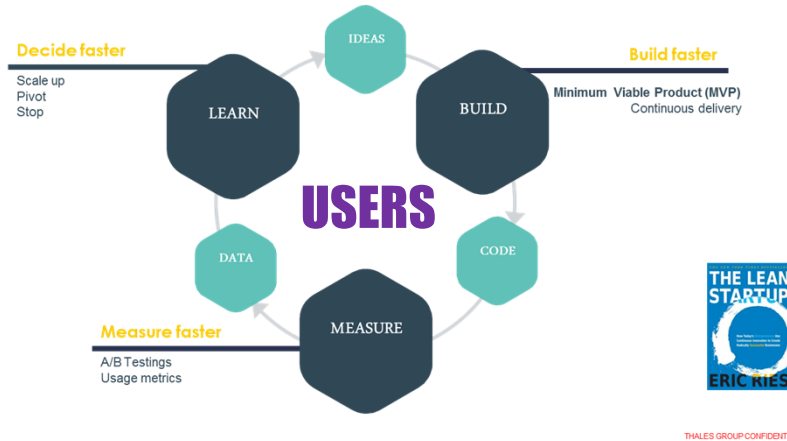 IDEAS
Decide faster
Scale up
Pivot
Stop
LEARN
BUILD
Build faster
Minimum Viable Product (MVP)
Continuous delivery
USERS
DATA
CODE
Measure faster
A/B Testings
Usage metrics
MEASURE
THE LEAN
STARTUP
ERIC RIES
THALES GROUP CONFIDENT